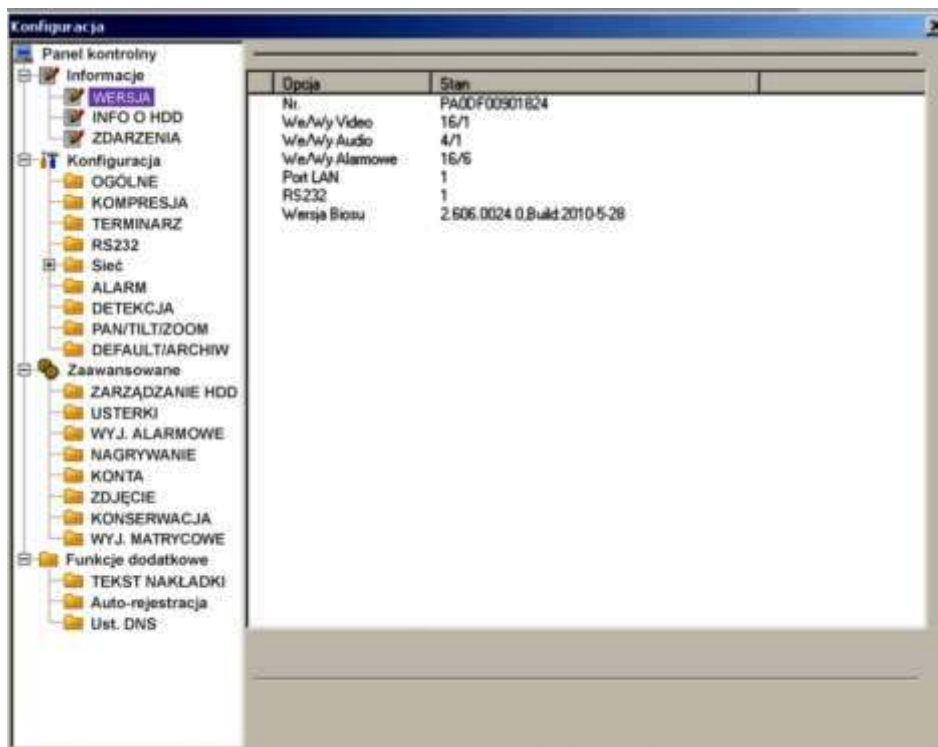 Konfiguracja
Panel kontrolny
Informacje
WERSJA
INFO O HDD
ZDARZENIA
Konfiguracja
OGÓLNE
KOMPRESJA
TERMINARZ
RS232
Sieć
ALARM
DETEKCJA
PAN/TILT/ZOOM
DEFAULT/ARCHIW
Zaawansowane
ZARZĄDZANIE HDD
USTERKI
WYJ. ALARMOWE
NAGRYWANIE
KONTA
ZDJĘCIE
KONSERWACJA
WYJ. MATRYCOWE
Funkcje dodatkowe
TEKST NAKŁADKI
Auto-rejestracja
Ust. DNS
Opcja Stan
Nr. PA0DF00901824
We/Wy Video 16/1
We/Wy Audio 4/1
We/Wy Alarmowe 16/6
Port LAN 1
RS232 1
Wersja Biosu 2.606.0024.0,Build:2010-5-28